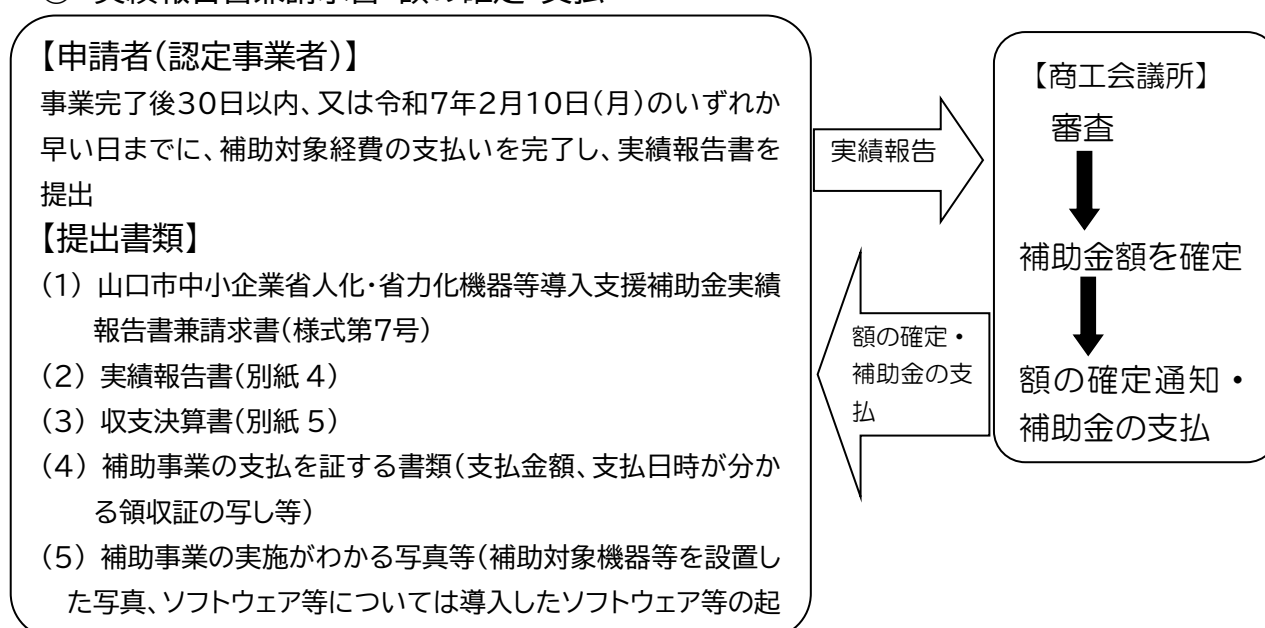 【申請者(認定事業者)】
事業完了後30日以内、又は令和7年2月10日(月)のいずれか
早い日までに、補助対象経費の支払いを完了し、実績報告書を
提出
【提出書類】
(1) 山口市中小企業省人化・省力化機器等導入支援補助金実績
報告書兼請求書(様式第7号)
(2) 実績報告書(別紙 4)
(3) 収支決算書(別紙 5)
(4) 補助事業の支払を証する書類(支払金額、支払日時が分か
る領収証の写し等)
(5) 補助事業の実施がわかる写真等(補助対象機器等を設置し
た写真、ソフトウェア等については導入したソフトウェア等の起
実績報告
額の確定・
補助金の支
払
【商工会議所】
審査
補助金額を確定
額の確定通知・
補助金の支払